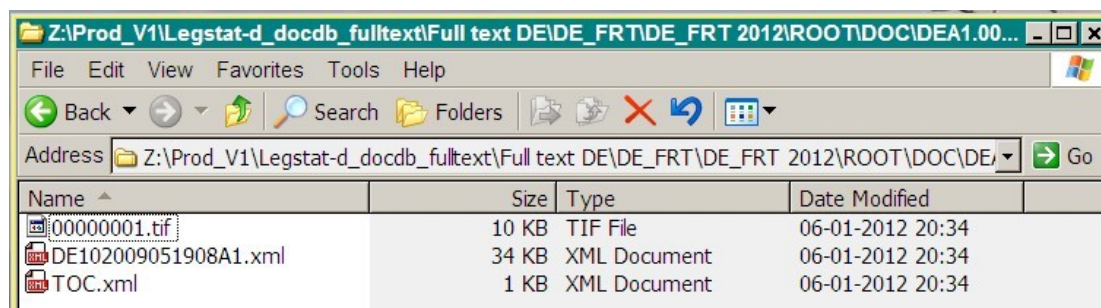 Z:\Prod_V1\Legstat-d_docdb_fulltext\Full text DE\DE_FRT\DE_FRT 2012\ROOT\DOC\DEA1.00...
File Edit View Favorites Tools Help
Back Search Folders
Address Z:\Prod_V1\Legstat-d_docdb_fulltext\Full text DE\DE_FRT\DE_FRT 2012\ROOT\DOC\DE Go
Name Size Type Date Modified
00000001.tif 10 KB TIF File 06-01-2012 20:34
DE102009051908A1.xml 34 KB XML Document 06-01-2012 20:34
TOC.xml 1 KB XML Document 06-01-2012 20:34